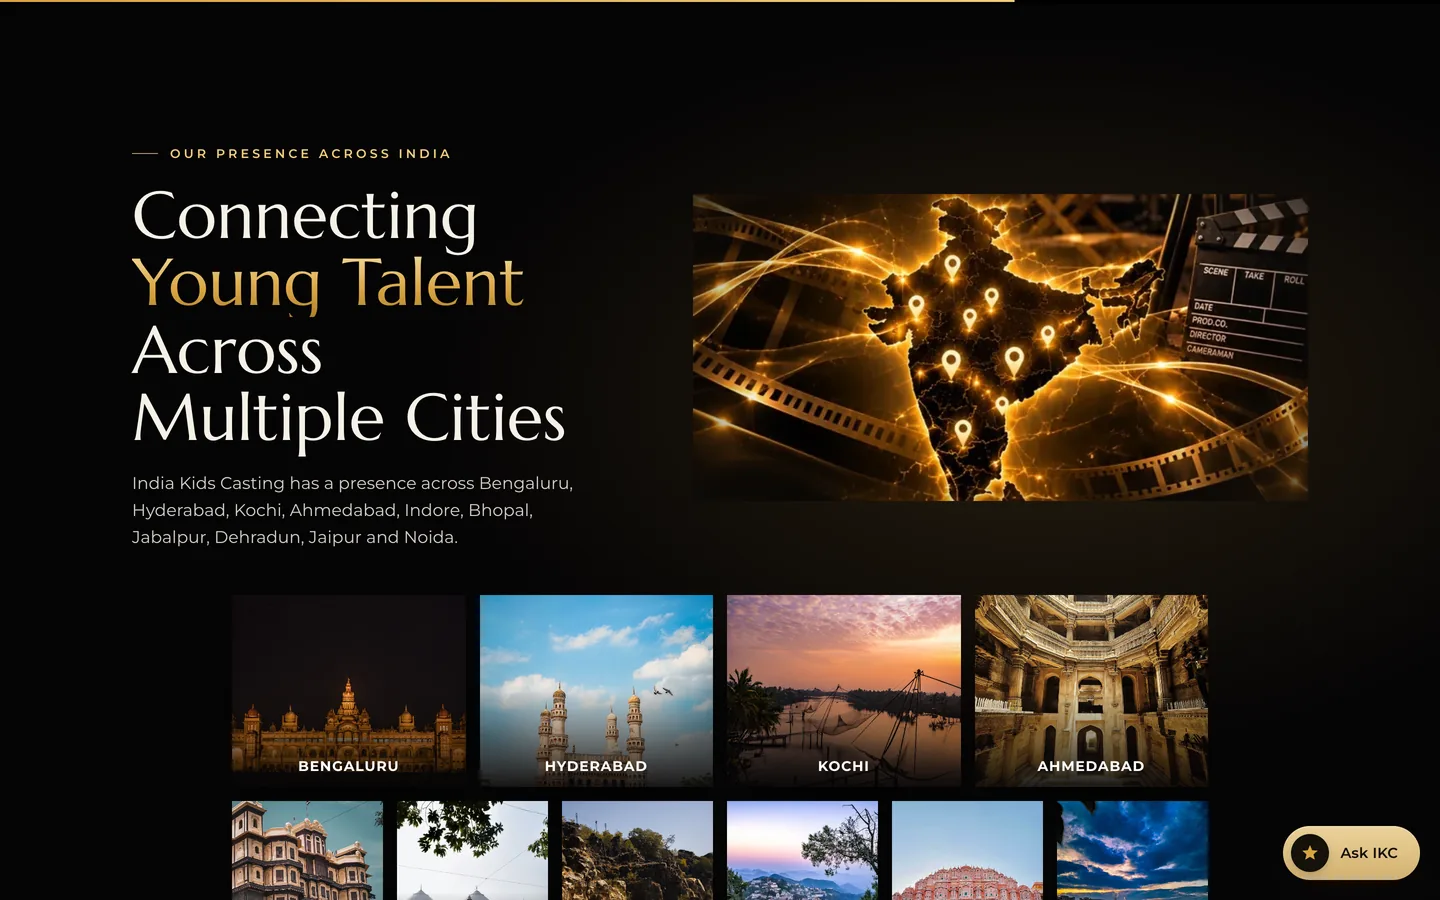 OUR PRESENCE ACROSS INDIA
Connecting
Young Talent
Across
Multiple Cities
India Kids Casting has a presence across Bengaluru,
Hyderabad, Kochi, Ahmedabad, Indore, Bhopal,
Jabalpur, Dehradun, Jaipur and Noida.
SCENE TAKE ROLL
DATE
PROD.CO.
DIRECTOR
CAMERAMAN
BENGALURU
HYDERABAD
KOCHI
AHMEDABAD
Ask IKC